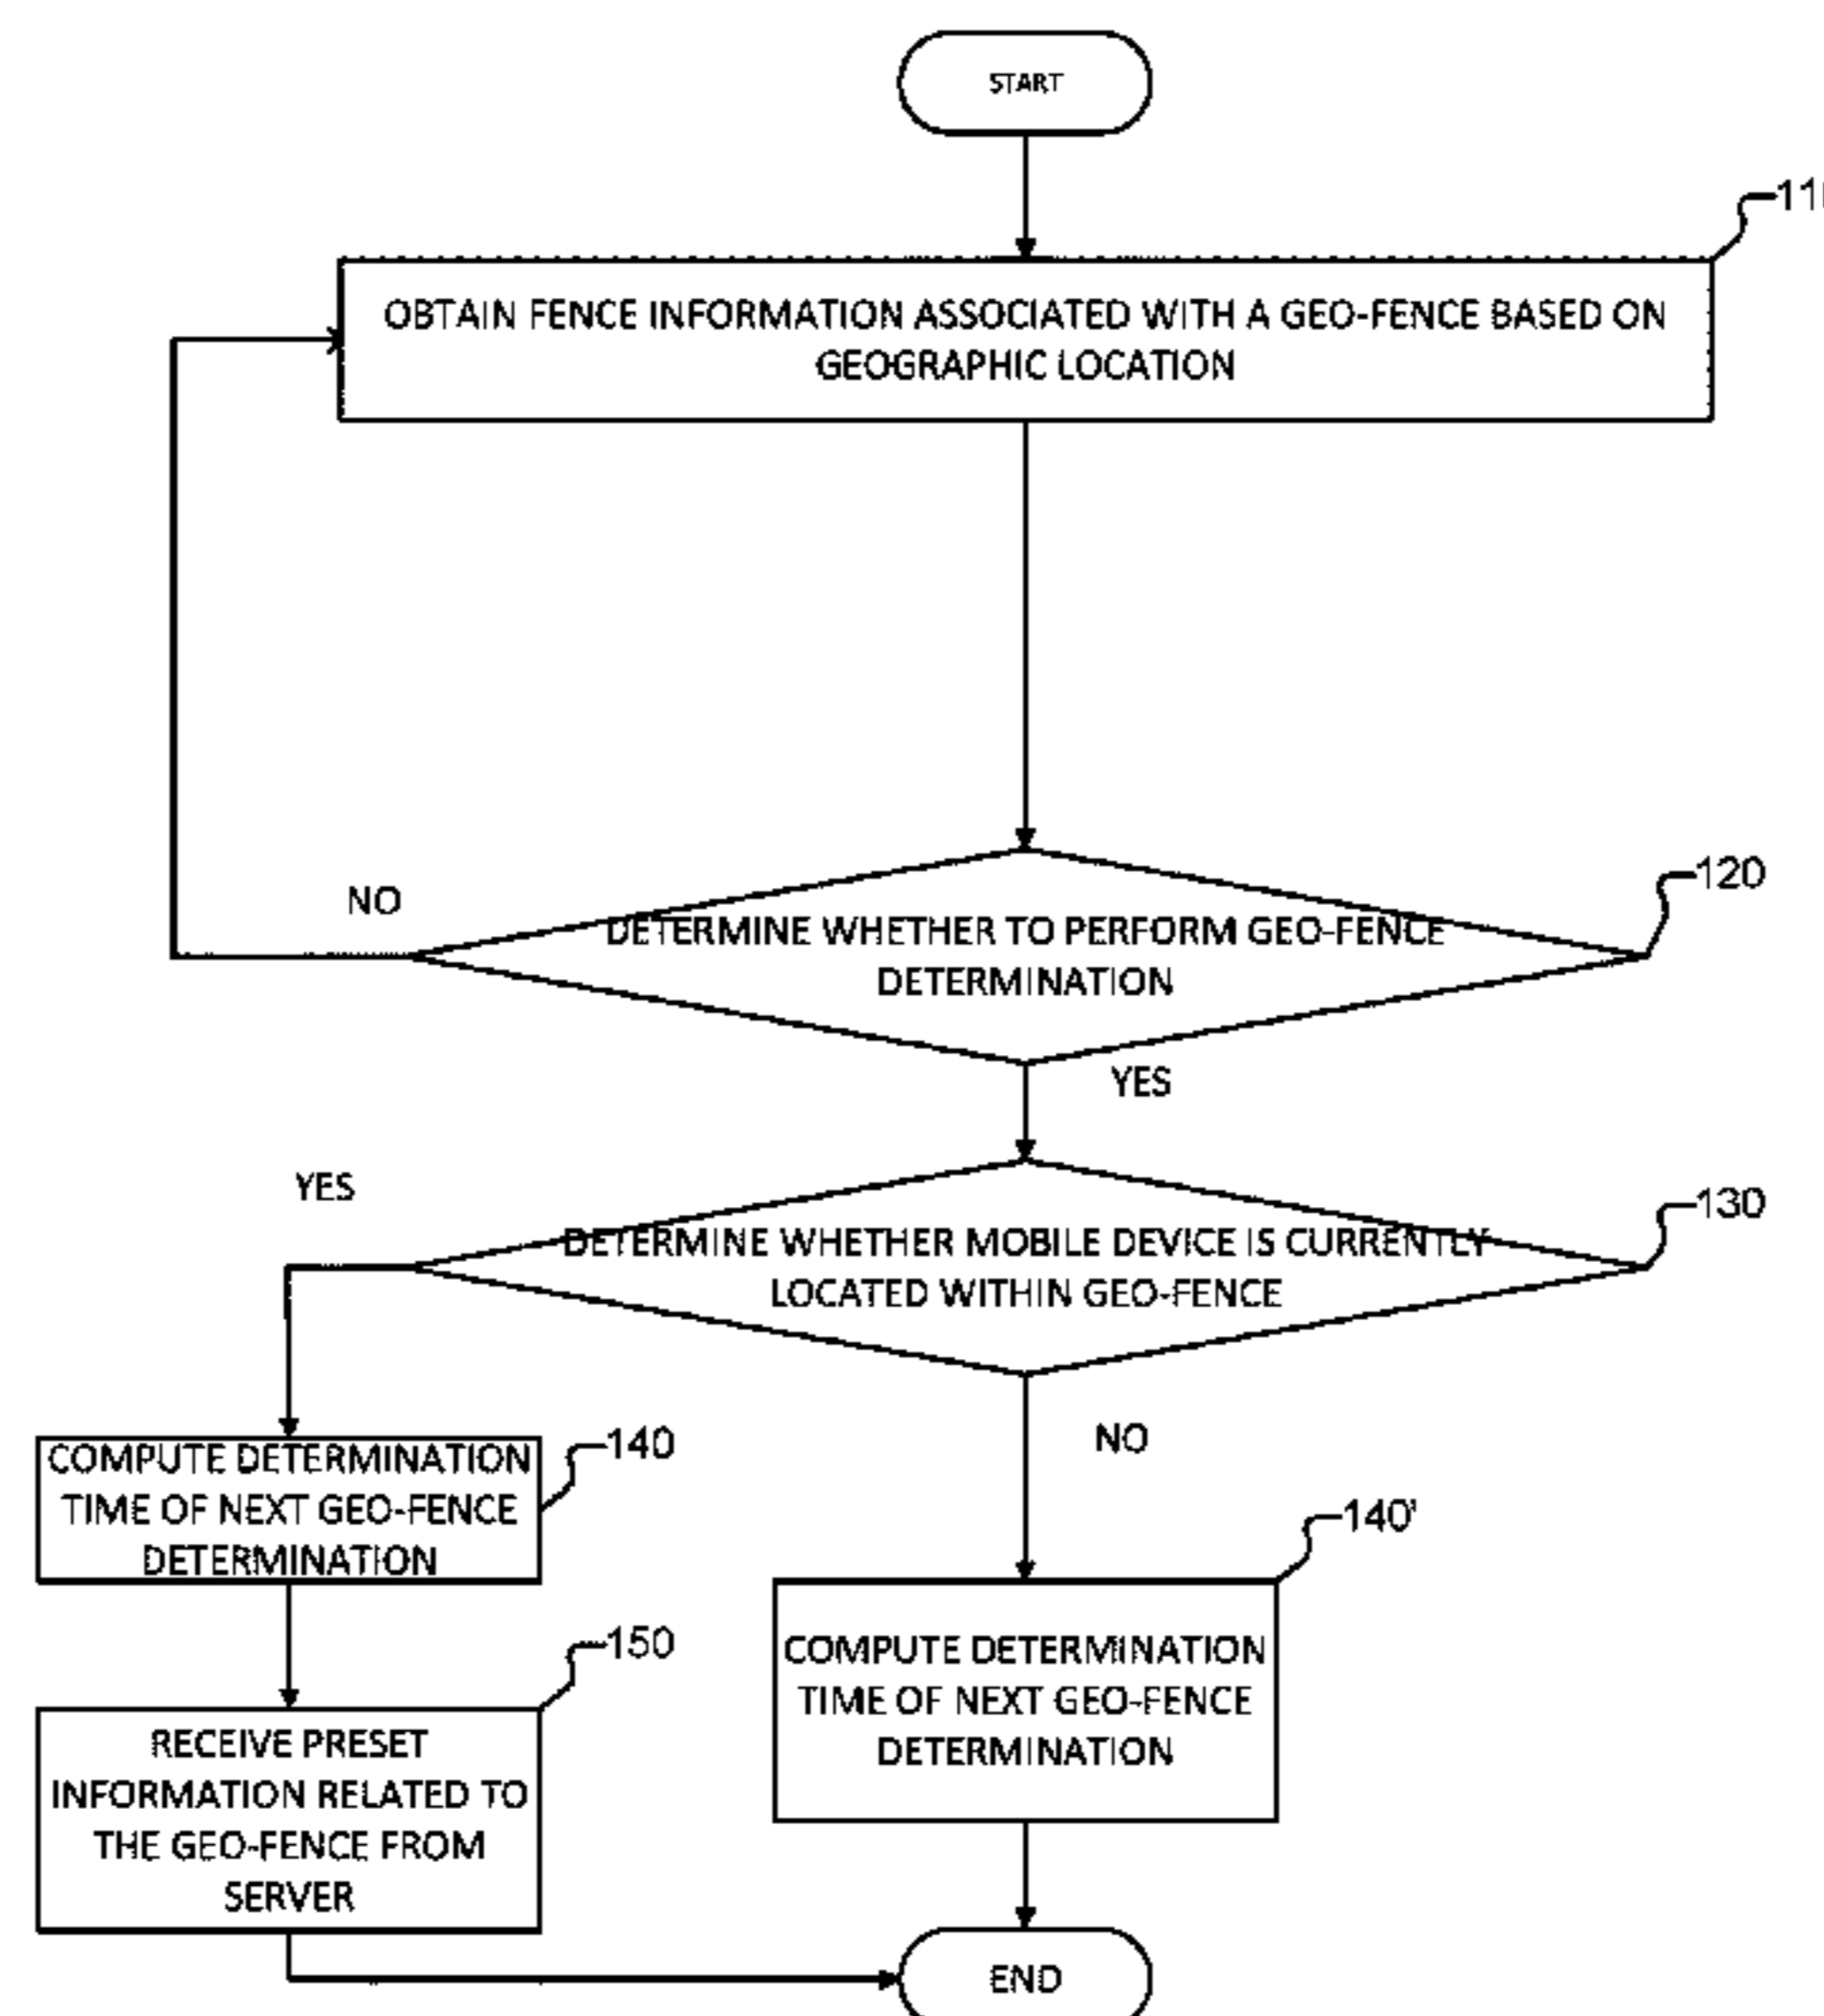 START
110
OBTAIN FENCE INFORMATION ASSOCIATED WITH A GEO-FENCE BASED ON
GEOGRAPHIC LOCATION
NO
120
DETERMINE WHETHER TO PERFORM GEO-FENCE
DETERMINATION
YES
YES
130
DETERMINE WHETHER MOBILE DEVICE IS CURRENTLY
LOCATED WITHIN GEO-FENCE
NO
140
COMPUTE DETERMINATION
TIME OF NEXT GEO-FENCE
DETERMINATION
140'
COMPUTE DETERMINATION
TIME OF NEXT GEO-FENCE
DETERMINATION
150
RECEIVE PRESET
INFORMATION RELATED TO
THE GEO-FENCE FROM
SERVER
END